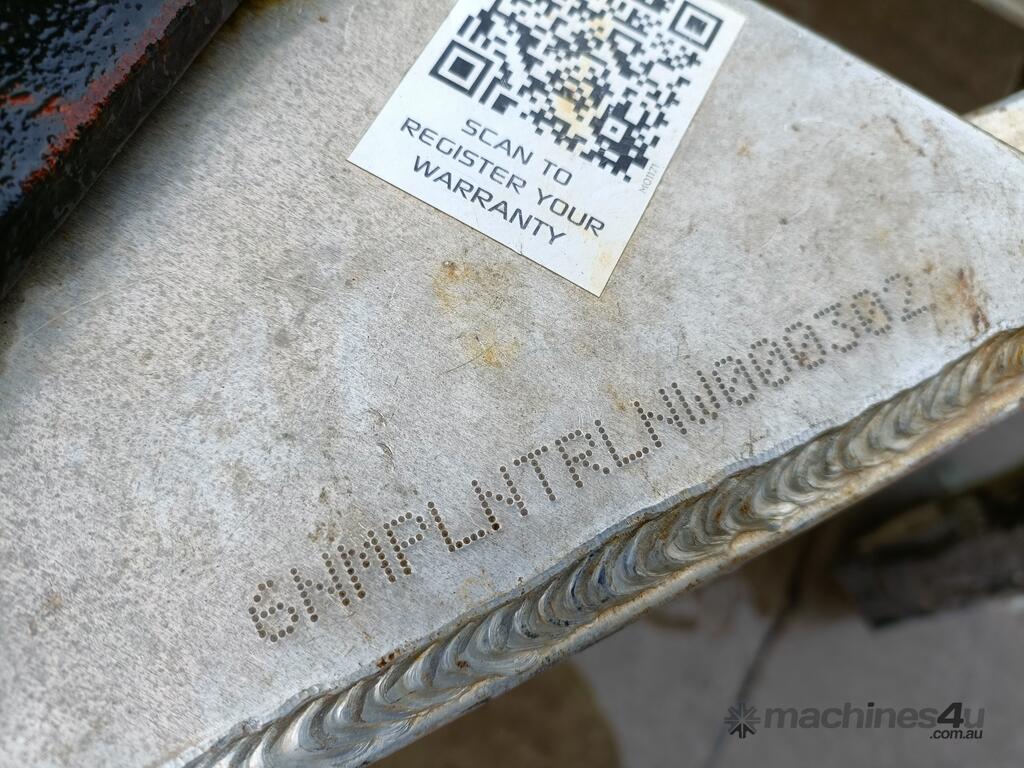 SCAN TO
REGISTER YOUR
WARRANTY
6NMPLNTRLNW000302
machines4u
.com.au